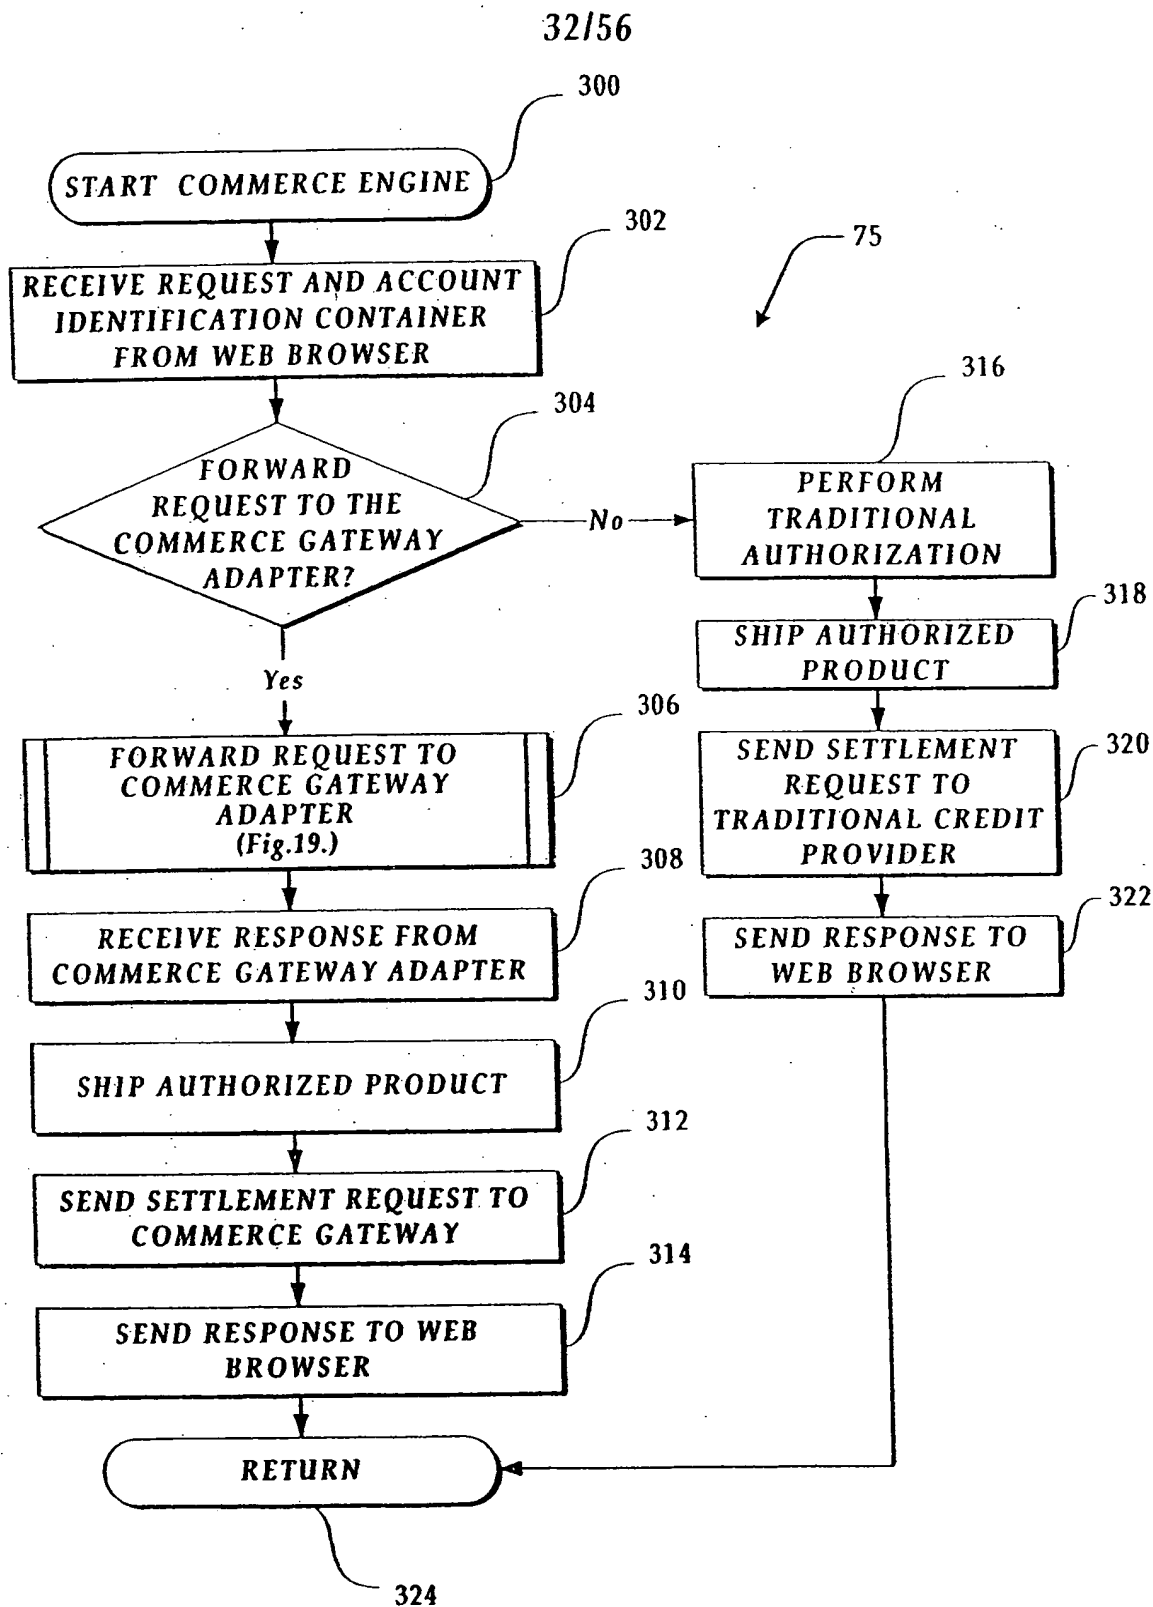 32/56
300
START COMMERCE ENGINE
302
RECEIVE REQUEST AND ACCOUNT
IDENTIFICATION CONTAINER
FROM WEB BROWSER
75
304
FORWARD
REQUEST TO THE
COMMERCE GATEWAY
ADAPTER?
No
Yes
306
FORWARD REQUEST TO
COMMERCE GATEWAY
ADAPTER
(Fig.19.)
308
RECEIVE RESPONSE FROM
COMMERCE GATEWAY ADAPTER
310
SHIP AUTHORIZED PRODUCT
312
SEND SETTLEMENT REQUEST TO
COMMERCE GATEWAY
314
SEND RESPONSE TO WEB
BROWSER
316
PERFORM
TRADITIONAL
AUTHORIZATION
318
SHIP AUTHORIZED
PRODUCT
320
SEND SETTLEMENT
REQUEST TO
TRADITIONAL CREDIT
PROVIDER
322
SEND RESPONSE TO
WEB BROWSER
RETURN
324